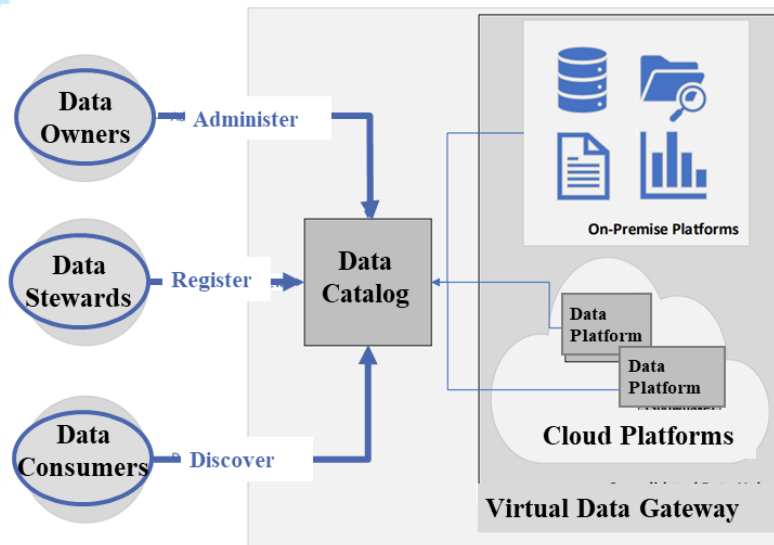 Data
Owners
Administer
Data
Stewards
Register
Data
Consumers
Discover
Data
Catalog
On-Premise Platforms
Data
Platform
Data
Platform
Cloud Platforms
Virtual Data Gateway